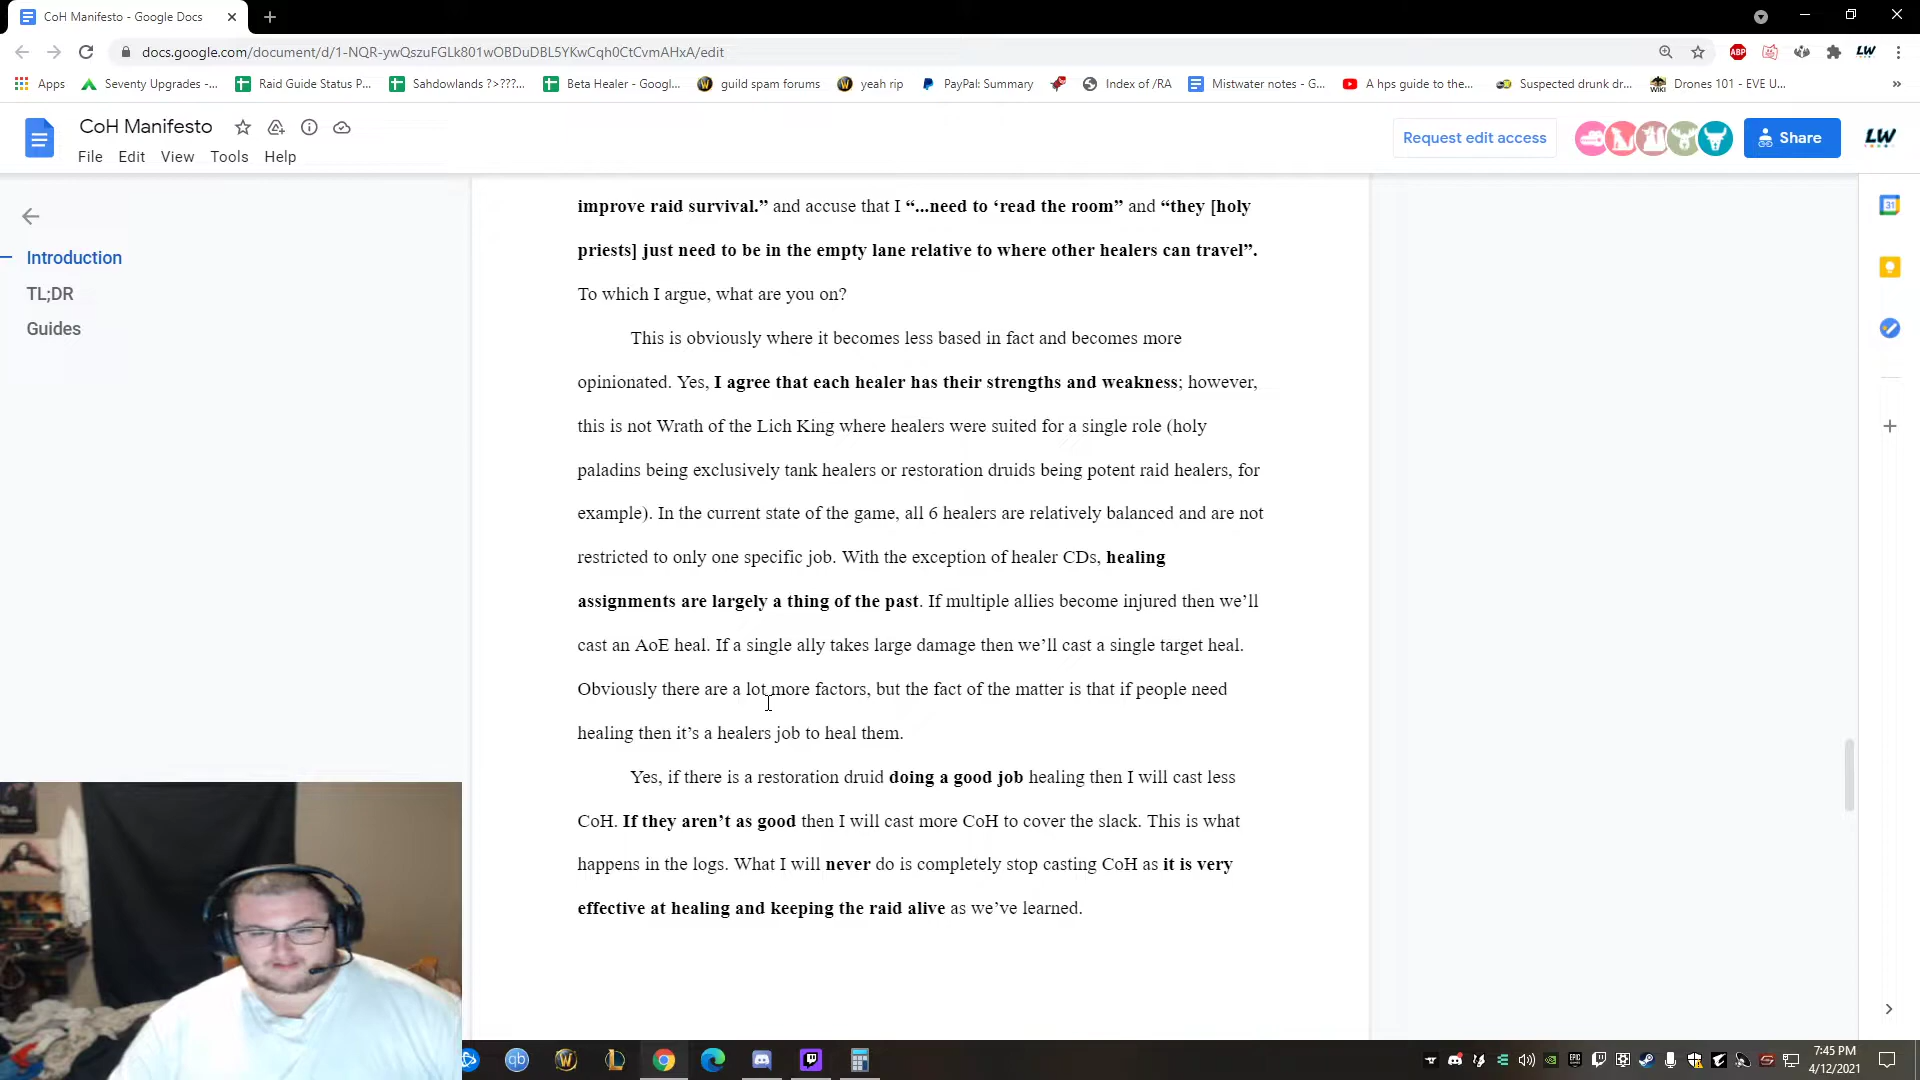 CoH Manifesto - Google Docs
docs.google.com/document/d/1-NQR-ywQszuFGLk801wOBDuDBL5YKwCqh0CtCvmAHxA/edit
ABP
LW
Apps
Seventy Upgrades -...
Raid Guide Status P...
Sahdowlands ?>???...
Beta Healer - Googl...
guild spam forums
yeah rip
PayPal: Summary
Index of /RA
Mistwater notes - G...
A hps guide to the...
Suspected drunk dr...
Drones 101 - EVE U...
CoH Manifesto
Request edit access
Share
LW
File Edit View Tools Help
31
Introduction
TL;DR
Guides
improve raid survival.” and accuse that I “...need to ‘read the room” and “they [holy
priests] just need to be in the empty lane relative to where other healers can travel”.
To which I argue, what are you on?
This is obviously where it becomes less based in fact and becomes more
opinionated. Yes, I agree that each healer has their strengths and weakness; however,
this is not Wrath of the Lich King where healers were suited for a single role (holy
paladins being exclusively tank healers or restoration druids being potent raid healers, for
example). In the current state of the game, all 6 healers are relatively balanced and are not
restricted to only one specific job. With the exception of healer CDs, healing
assignments are largely a thing of the past. If multiple allies become injured then we’ll
cast an AoE heal. If a single ally takes large damage then we’ll cast a single target heal.
Obviously there are a lot more factors, but the fact of the matter is that if people need
healing then it’s a healers job to heal them.
Yes, if there is a restoration druid doing a good job healing then I will cast less
CoH. If they aren’t as good then I will cast more CoH to cover the slack. This is what
happens in the logs. What I will never do is completely stop casting CoH as it is very
effective at healing and keeping the raid alive as we’ve learned.
qb
7:45 PM
4/12/2021